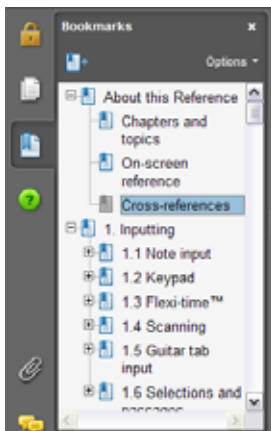 Bookmarks
Options
About this Reference
Chapters and
topics
On-screen
reference
Cross-references
1. Inputting
1.1 Note input
1.2 Keypad
1.3 Flexi-time™
1.4 Scanning
1.5 Guitar tab
input
1.6 Selections and